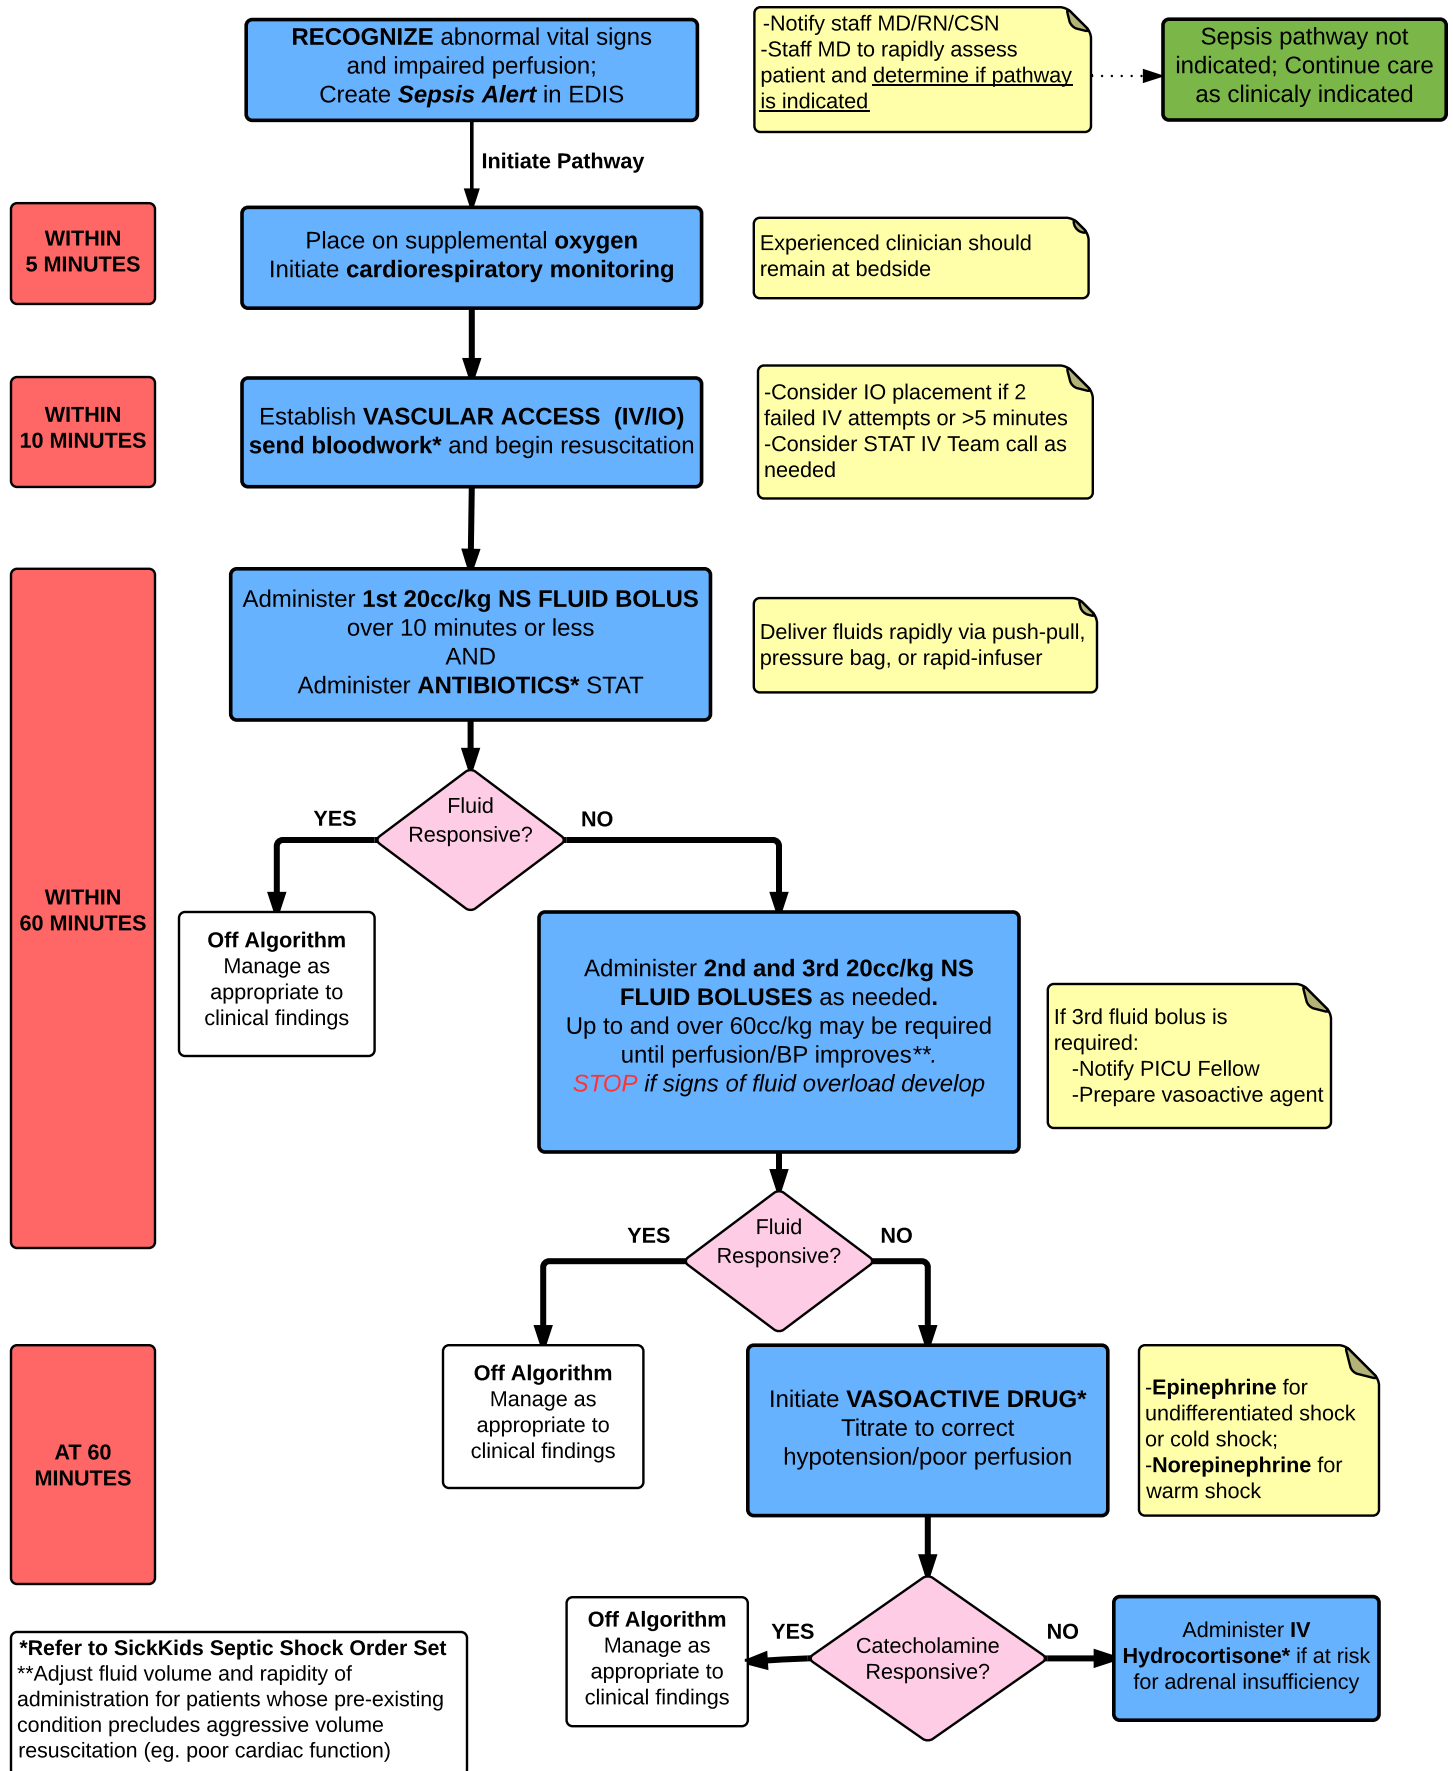 RECOGNIZE abnormal vital signs
and impaired perfusion;
Create Sepsis Alert in EDIS
-Notify staff MD/RN/CSN
-Staff MD to rapidly assess
patient and determine if pathway
is indicated
Sepsis pathway not
indicated; Continue care
as clinicaly indicated
Initiate Pathway
WITHIN
5 MINUTES
Place on supplemental oxygen
Initiate cardiorespiratory monitoring
Experienced clinician should
remain at bedside
WITHIN
10 MINUTES
Establish VASCULAR ACCESS (IV/IO)
send bloodwork* and begin resuscitation
-Consider IO placement if 2
failed IV attempts or >5 minutes
-Consider STAT IV Team call as
needed
WITHIN
60 MINUTES
Administer 1st 20cc/kg NS FLUID BOLUS
over 10 minutes or less
AND
Administer ANTIBIOTICS* STAT
Deliver fluids rapidly via push-pull,
pressure bag, or rapid-infuser
Fluid
Responsive?
YES
NO
Off Algorithm
Manage as
appropriate to
clinical findings
Administer 2nd and 3rd 20cc/kg NS
FLUID BOLUSES as needed.
Up to and over 60cc/kg may be required
until perfusion/BP improves**.
STOP if signs of fluid overload develop
If 3rd fluid bolus is
required:
-Notify PICU Fellow
-Prepare vasoactive agent
Fluid
Responsive?
YES
NO
AT 60
MINUTES
Off Algorithm
Manage as
appropriate to
clinical findings
Initiate VASOACTIVE DRUG*
Titrate to correct
hypotension/poor perfusion
-Epinephrine for
undifferentiated shock
or cold shock;
-Norepinephrine for
warm shock
Catecholamine
Responsive?
YES
NO
Off Algorithm
Manage as
appropriate to
clinical findings
Administer IV
Hydrocortisone* if at risk
for adrenal insufficiency
*Refer to SickKids Septic Shock Order Set
**Adjust fluid volume and rapidity of
administration for patients whose pre-existing
condition precludes aggressive volume
resuscitation (eg. poor cardiac function)